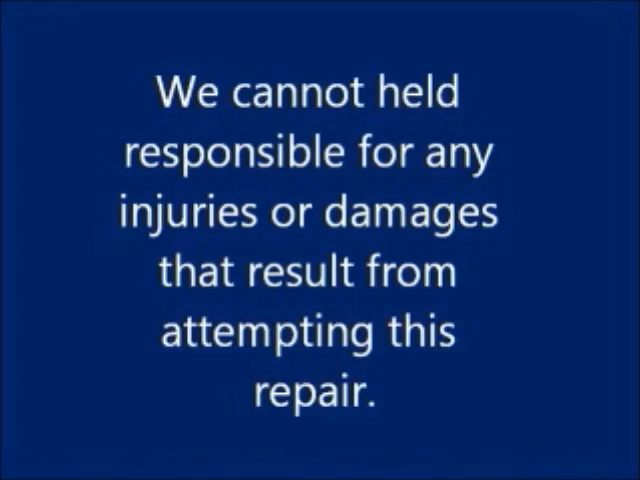 We cannot held
responsible for any
injuries or damages
that result from
attempting this
repair.